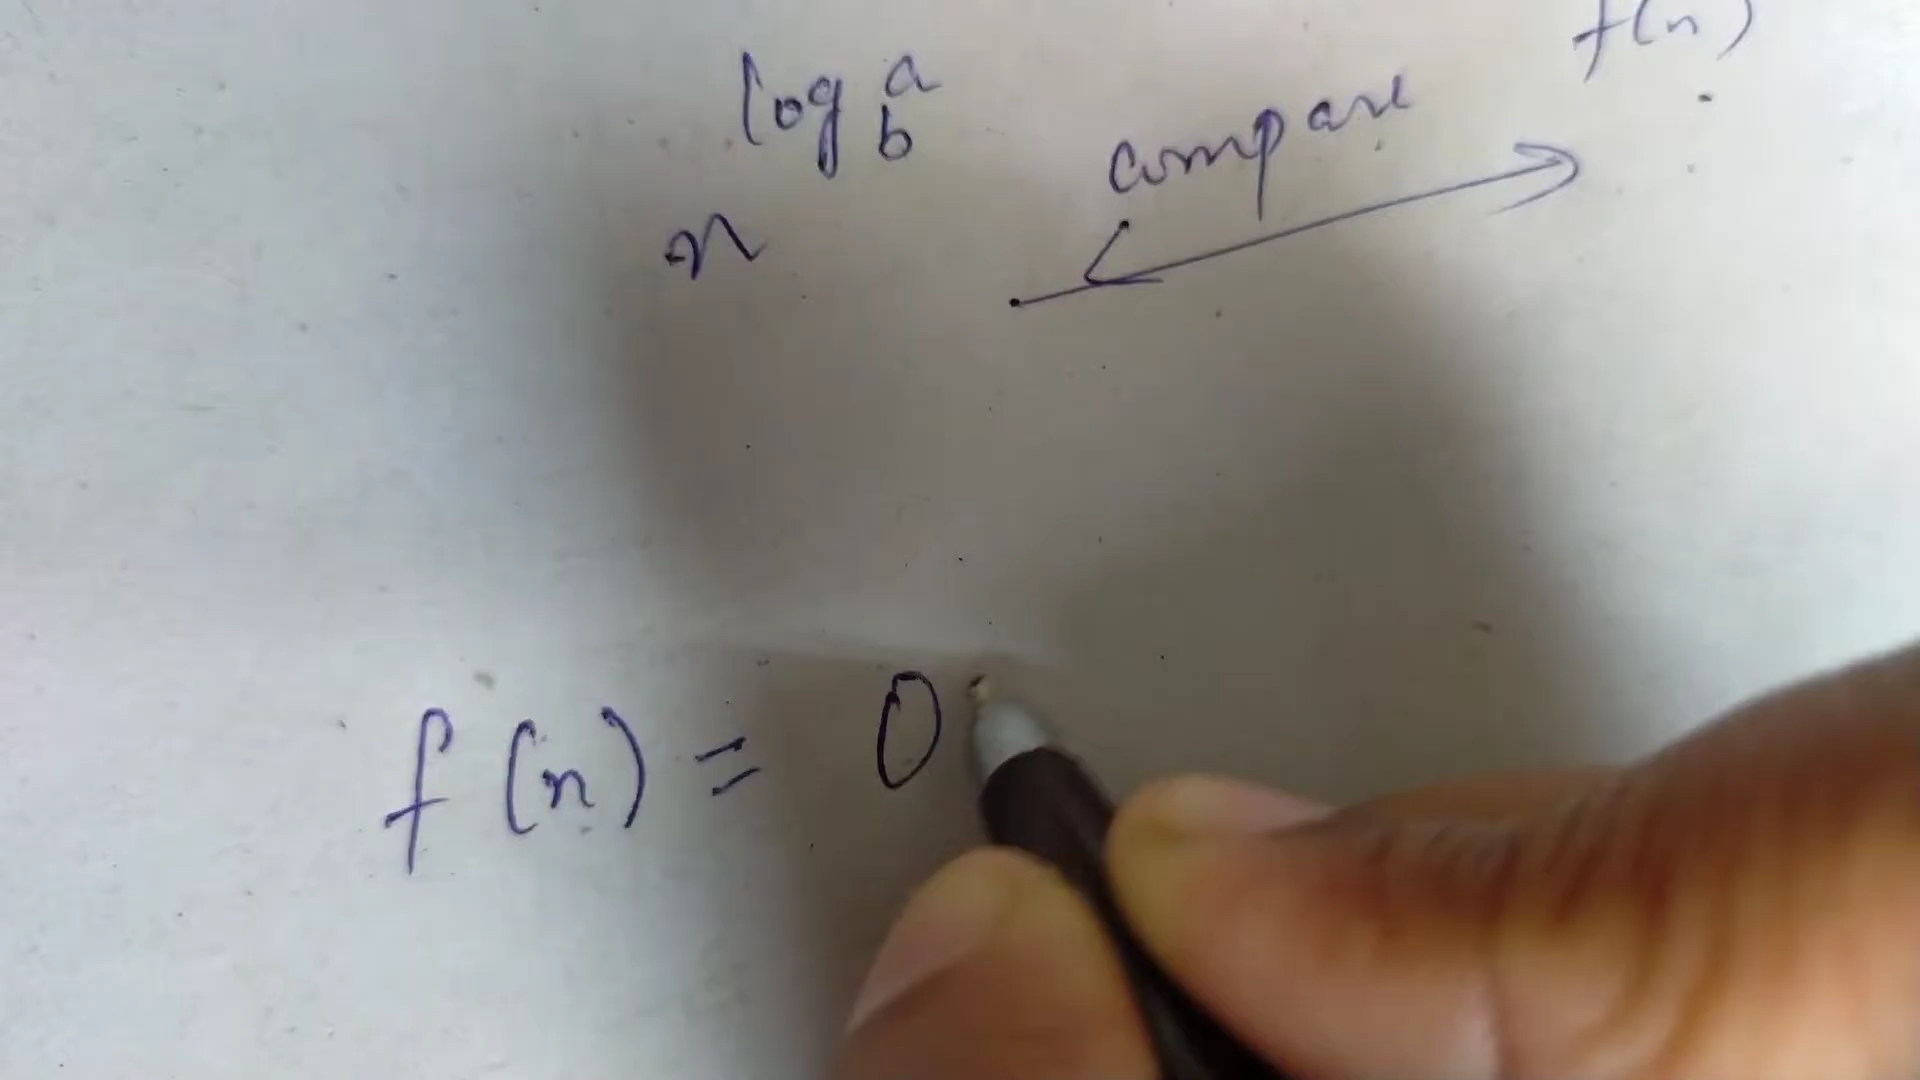 f(n)
log a b
compare
n
f(n) = O